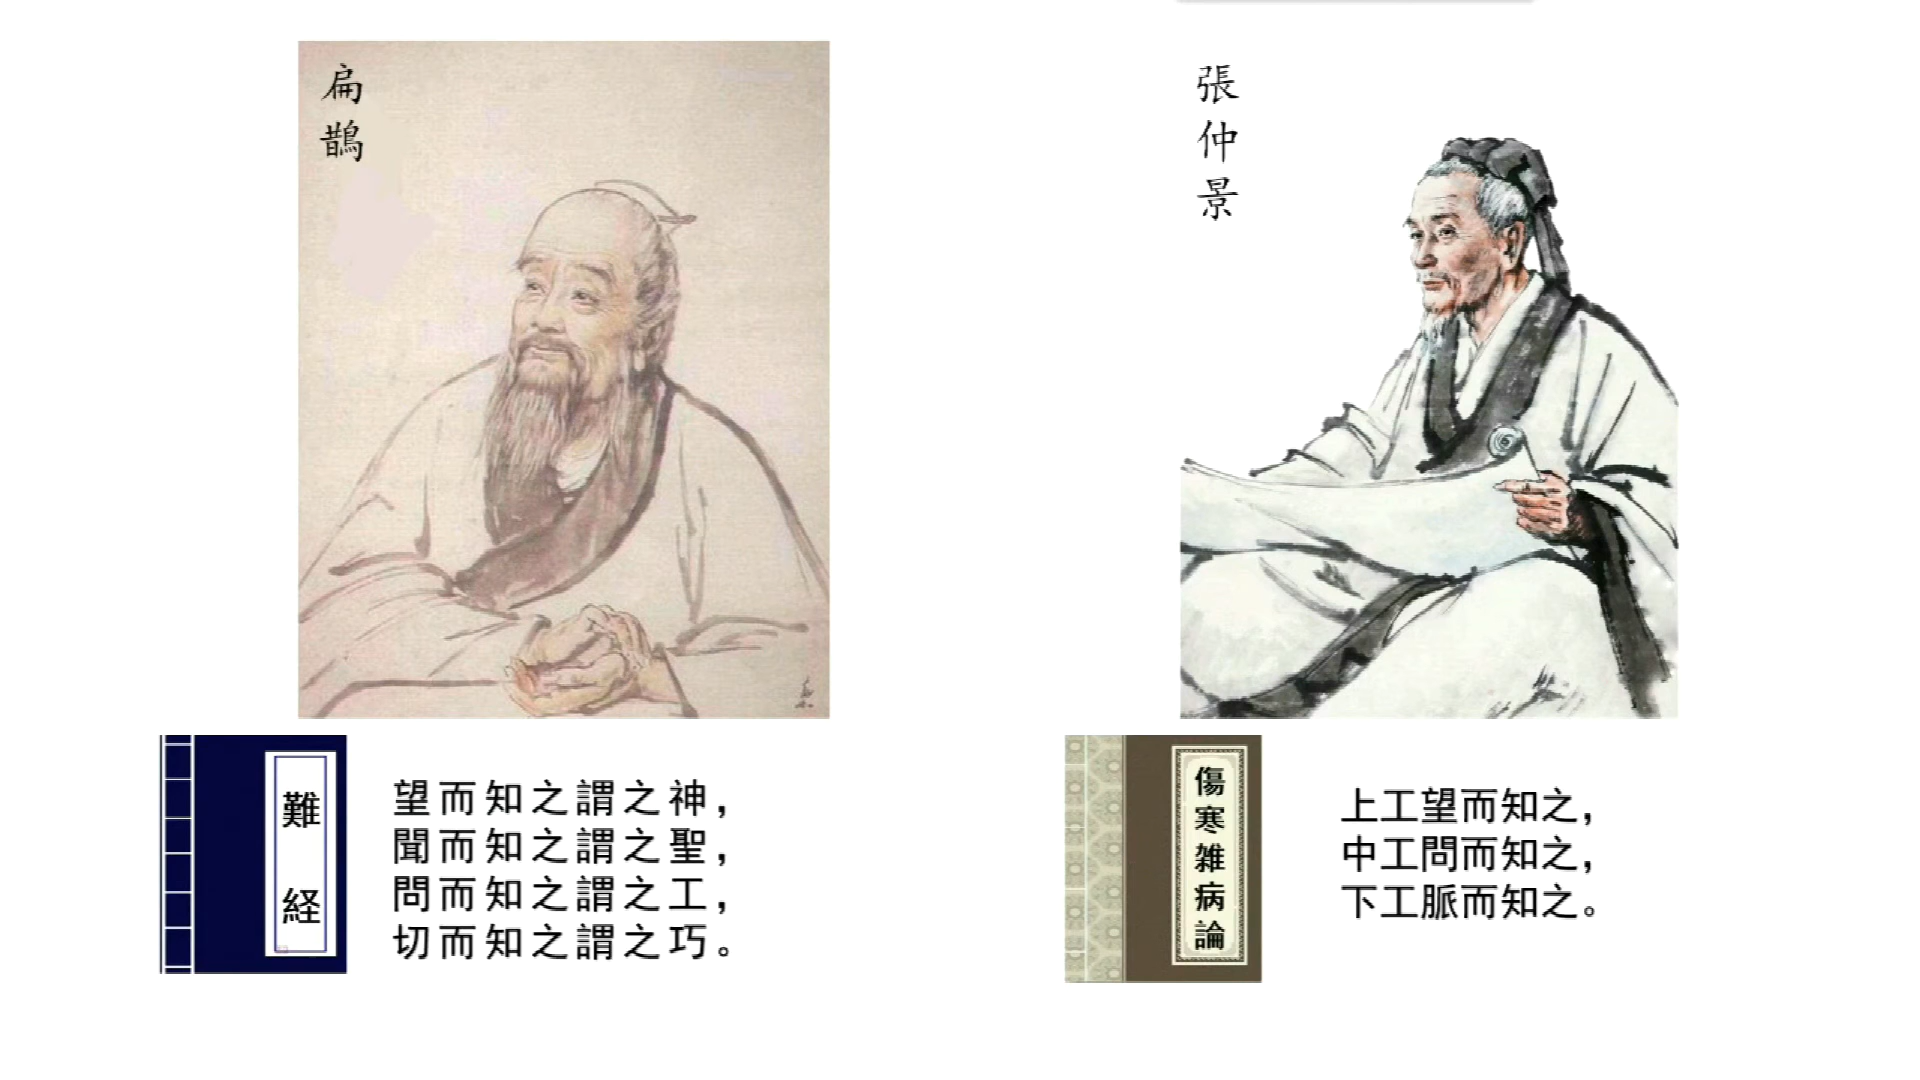 扁鵲
難経
望而知之謂之神，
聞而知之謂之聖，
問而知之謂之工，
切而知之謂之巧。
張仲景
傷寒雑病論
上工望而知之，
中工問而知之，
下工脈而知之。